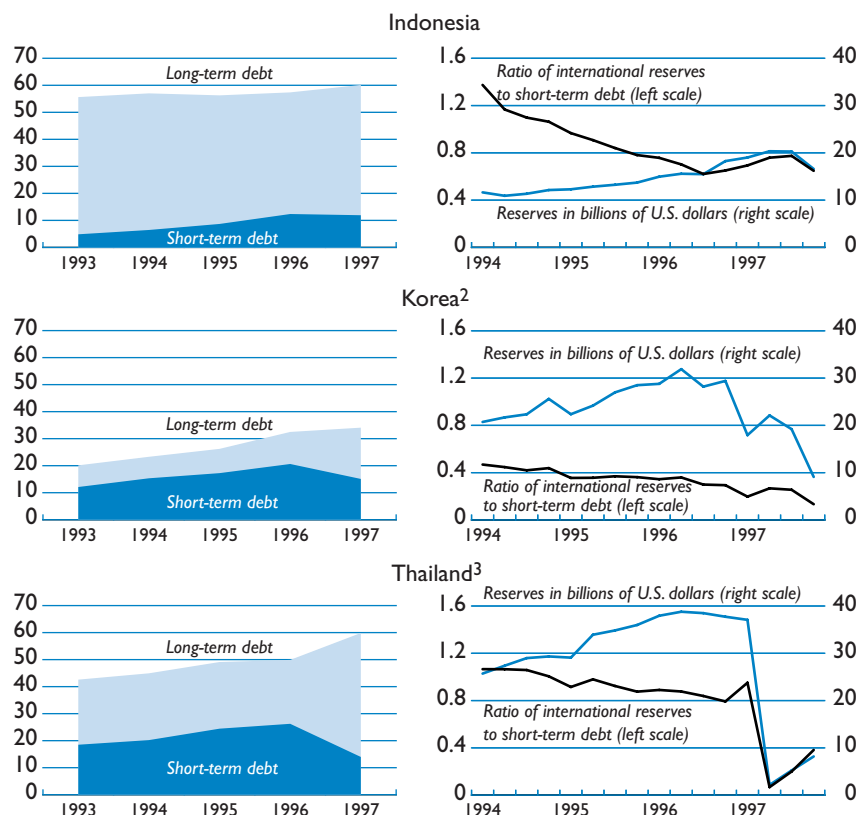 Indonesia
70
60
50
40
30
20
10
0
Long-term debt
Short-term debt
1993 1994 1995 1996 1997
1.6
1.2
0.8
0.4
0
Ratio of international reserves
to short-term debt (left scale)
Reserves in billions of U.S. dollars (right scale)
40
30
20
10
0
1994 1995 1996 1997
Korea²
70
60
50
40
30
20
10
0
Long-term debt
Short-term debt
1993 1994 1995 1996 1997
1.6
1.2
0.8
0.4
0
Reserves in billions of U.S. dollars (right scale)
Ratio of international reserves
to short-term debt (left scale)
40
30
20
10
0
1994 1995 1996 1997
Thailand³
70
60
50
40
30
20
10
0
Long-term debt
Short-term debt
1993 1994 1995 1996 1997
1.6
1.2
0.8
0.4
0
Reserves in billions of U.S. dollars (right scale)
Ratio of international reserves
to short-term debt (left scale)
40
30
20
10
0
1994 1995 1996 1997